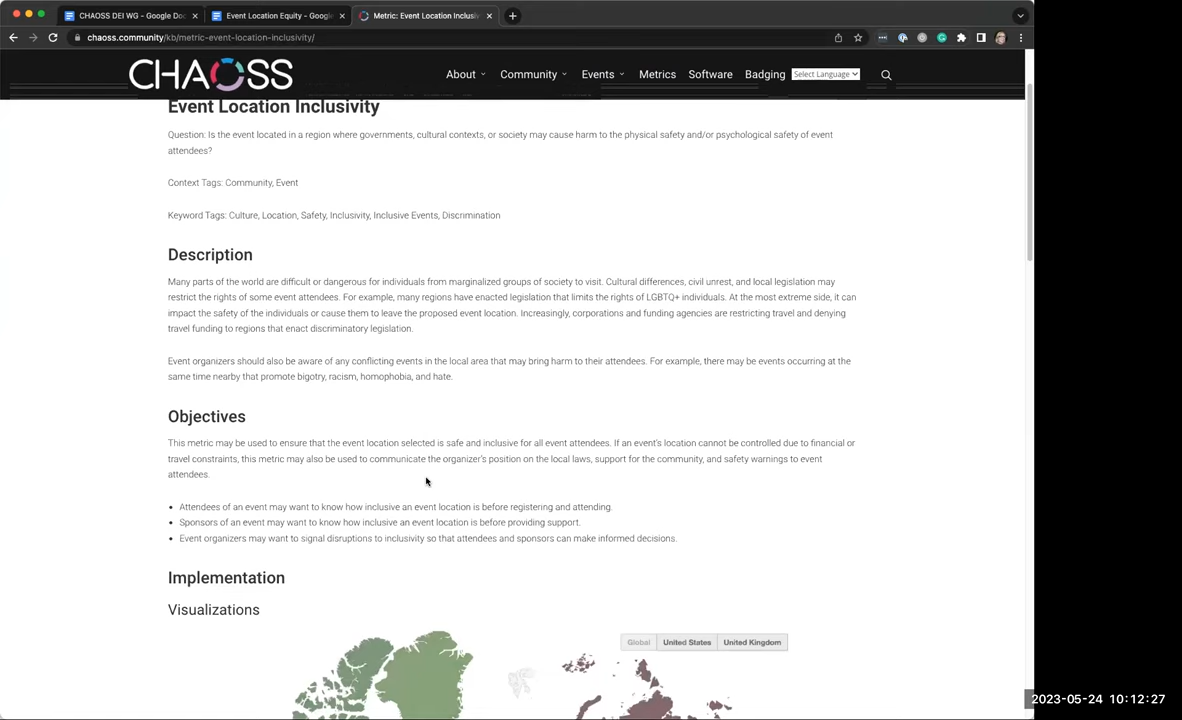 CHAOSS DEI WG - Google Doc
Event Location Equity - Google
Metric: Event Location Inclusiv
chaoss.community/kb/metric-event-location-inclusivity/
CHAOSS
About
Community
Events
Metrics
Software
Badging
Select Language
Event Location Inclusivity
Question: Is the event located in a region where governments, cultural contexts, or society may cause harm to the physical safety and/or psychological safety of event
attendees?
Context Tags: Community, Event
Keyword Tags: Culture, Location, Safety, Inclusivity, Inclusive Events, Discrimination
Description
Many parts of the world are difficult or dangerous for individuals from marginalized groups of society to visit. Cultural differences, civil unrest, and local legislation may
restrict the rights of some event attendees. For example, many regions have enacted legislation that limits the rights of LGBTQ+ individuals. At the most extreme side, it can
impact the safety of the individuals or cause them to leave the proposed event location. Increasingly, corporations and funding agencies are restricting travel and denying
travel funding to regions that enact discriminatory legislation.
Event organizers should also be aware of any conflicting events in the local area that may bring harm to their attendees. For example, there may be events occurring at the
same time nearby that promote bigotry, racism, homophobia, and hate.
Objectives
This metric may be used to ensure that the event location selected is safe and inclusive for all event attendees. If an event's location cannot be controlled due to financial or
travel constraints, this metric may also be used to communicate the organizer's position on the local laws, support for the community, and safety warnings to event
attendees.
• Attendees of an event may want to know how inclusive an event location is before registering and attending.
• Sponsors of an event may want to know how inclusive an event location is before providing support.
• Event organizers may want to signal disruptions to inclusivity so that attendees and sponsors can make informed decisions.
Implementation
Visualizations
Global
United States
United Kingdom
2023-05-24 10:12:27